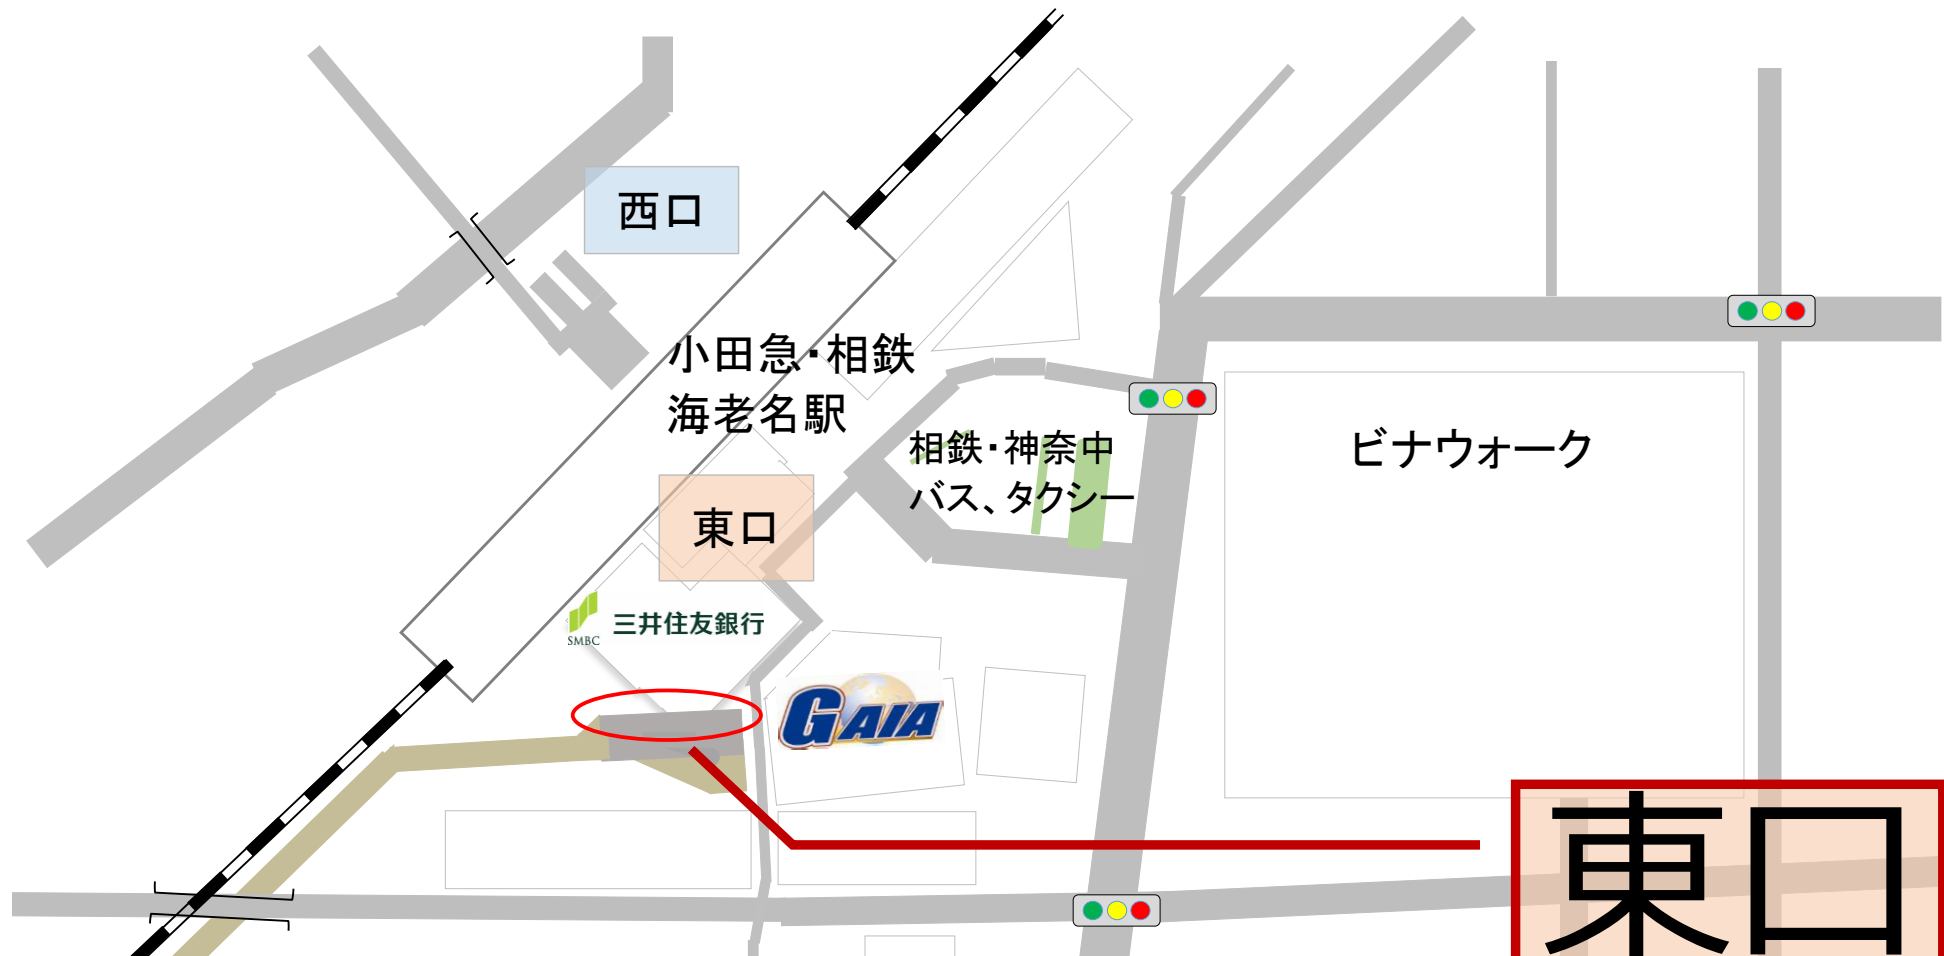 西口
小田急・相鉄
海老名駅
相鉄・神奈中
バス、タクシー
ビナウォーク
東口
SMBC
三井住友銀行
GAIA
東口